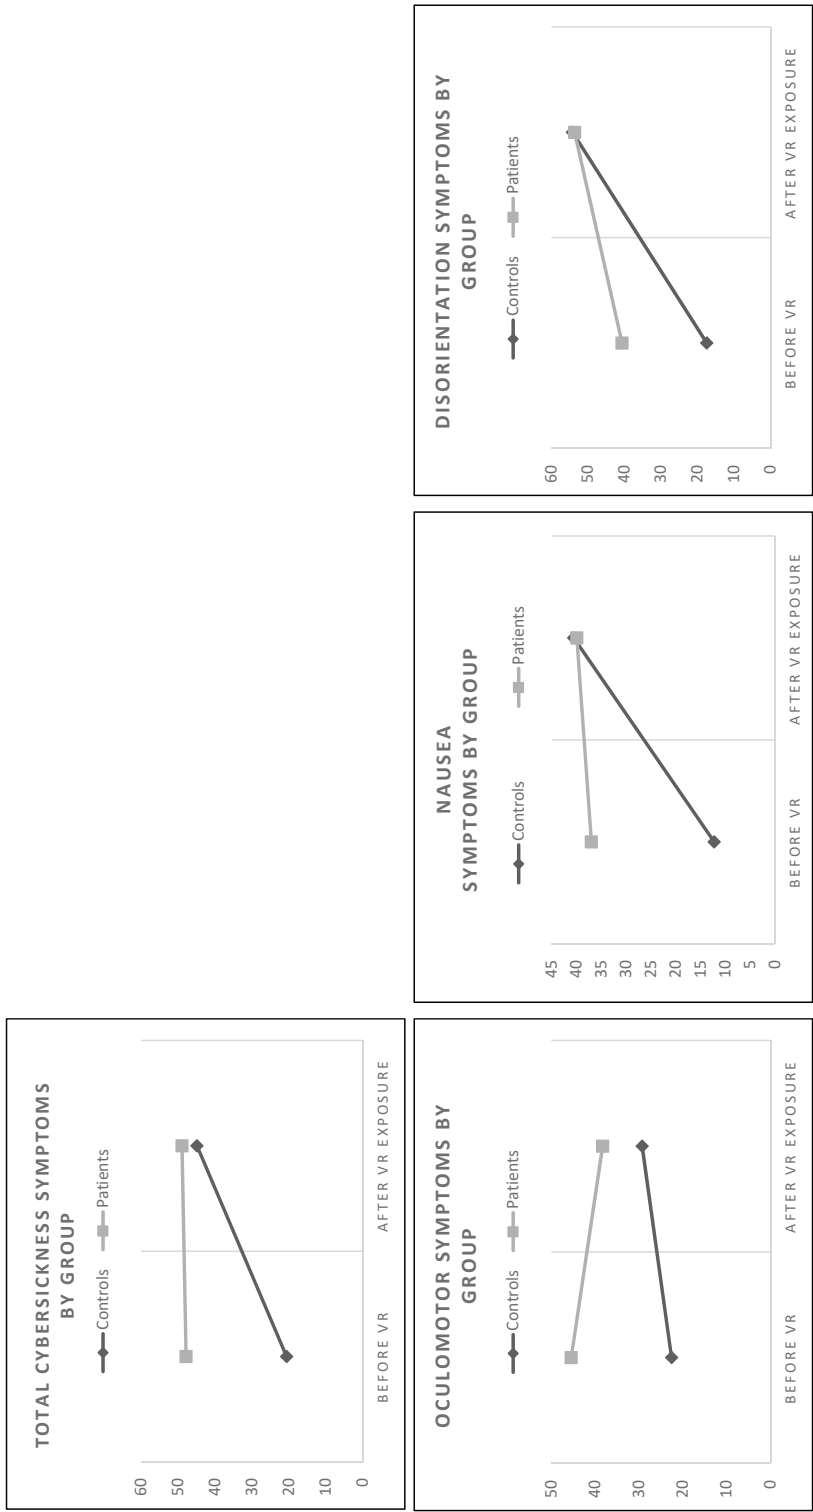 TOTAL CYBERSICKNESS SYMPTOMS
BY GROUP
Controls Patients
60
50
40
30
20
10
0
BEFORE VR AFTER VR EXPOSURE
OCULOMOTOR SYMPTOMS BY
GROUP
Controls Patients
50
40
30
20
10
0
BEFORE VR AFTER VR EXPOSURE
NAUSEA
SYMPTOMS BY GROUP
Controls Patients
45
40
35
30
25
20
15
10
5
0
BEFORE VR AFTER VR EXPOSURE
DISORIENTATION SYMPTOMS BY
GROUP
Controls Patients
60
50
40
30
20
10
0
BEFORE VR AFTER VR EXPOSURE